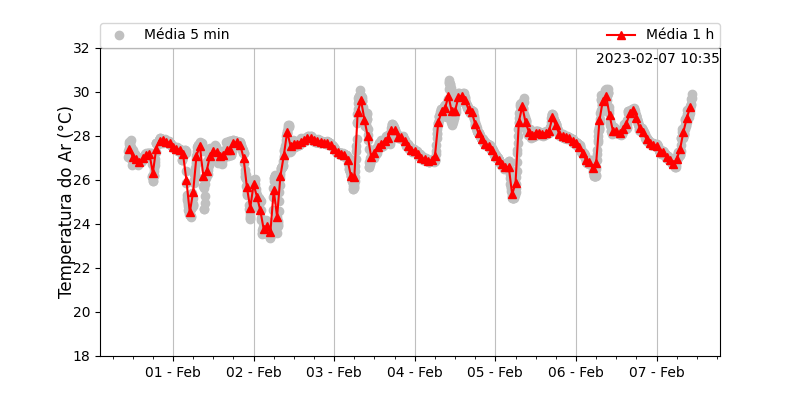 Média 5 min
Média 1 h
2023-02-07 10:35
Temperatura do Ar (°C)
32
30
28
26
24
22
20
18
01 - Feb
02 - Feb
03 - Feb
04 - Feb
05 - Feb
06 - Feb
07 - Feb